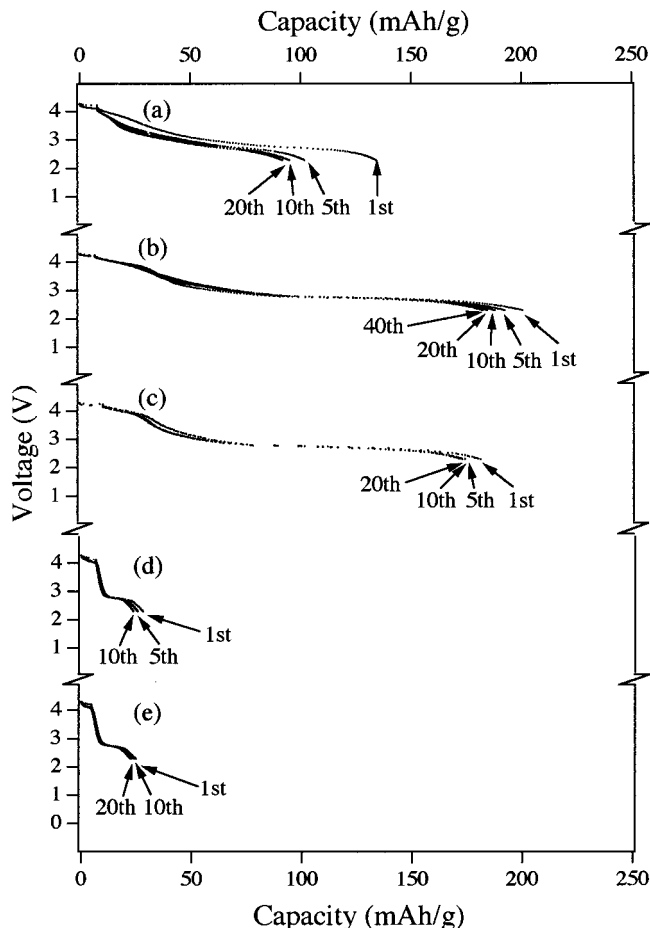 Capacity (mAh/g)
0 50 100 150 200 250
(a)
4
3
2
1
20th 10th 5th 1st
(b)
4
3
2
1
40th
20th 10th 5th 1st
(c)
4
3
2
1
20th 10th 5th 1st
Voltage (V)
(d)
4
3
2
1
10th 5th 1st
(e)
4
3
2
1
0
20th 10th 1st
0 50 100 150 200 250
Capacity (mAh/g)